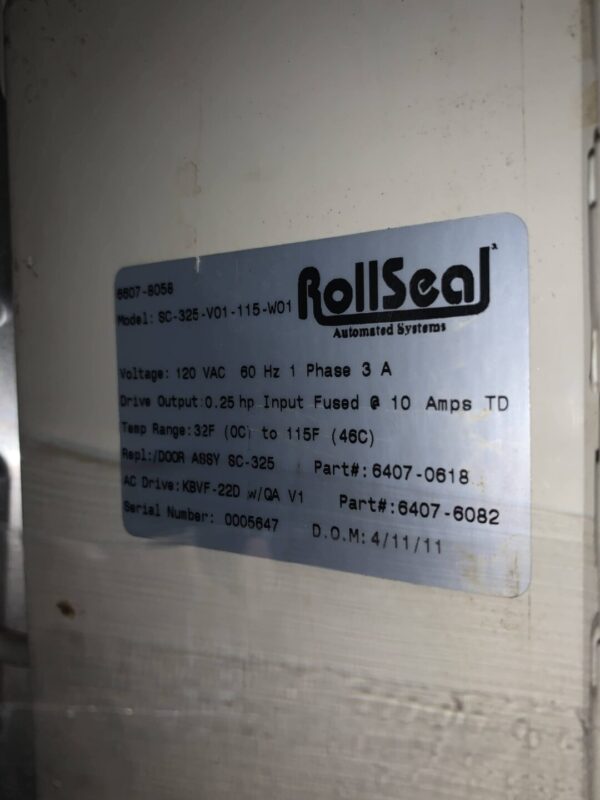 6607-8058
Model: SC-325-V01-115-W01
RollSeal
Automated Systems
Voltage: 120 VAC 60 Hz 1 Phase 3 A
Drive Output: 0.25 hp Input Fused @ 10 Amps TD
Temp Range: 32F (0C) to 115F (46C)
Repl:/DOOR ASSY SC-325 Part#: 6407-0618
AC Drive: KBVF-22D w/QA V1 Part#: 6407-6082
Serial Number: 0005647 D.O.M: 4/11/11